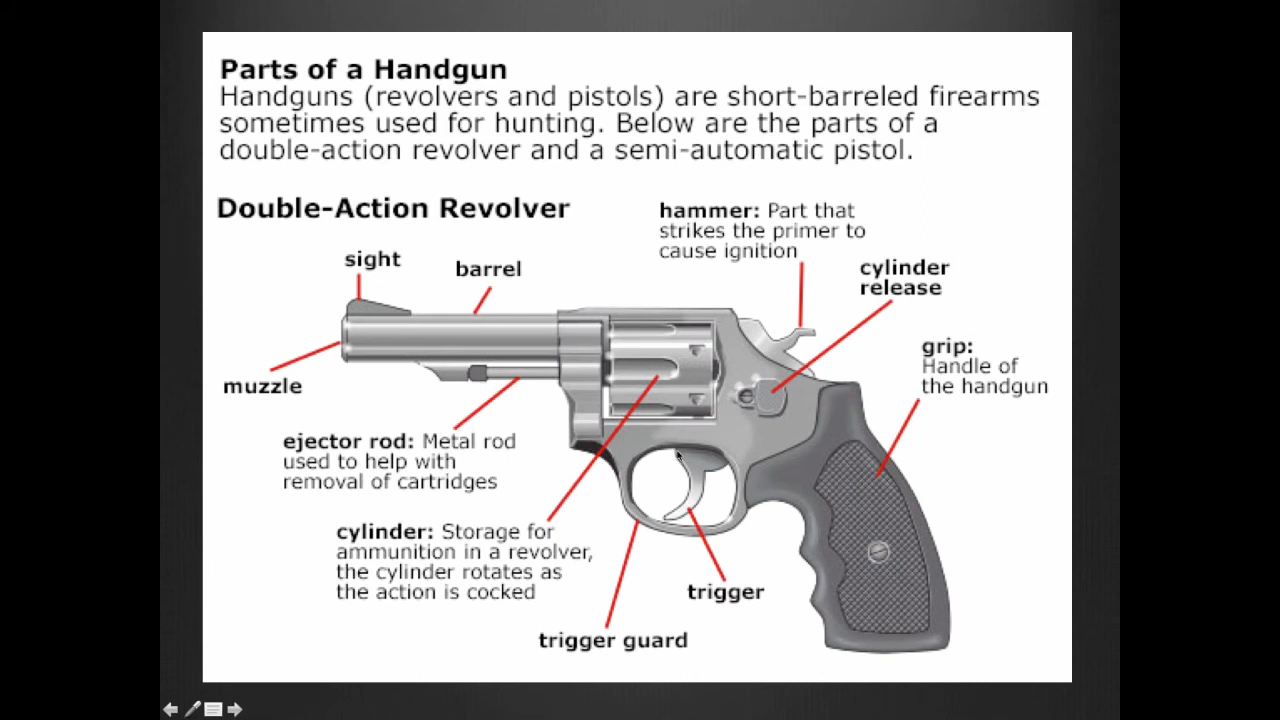 Parts of a Handgun
Handguns (revolvers and pistols) are short-barreled firearms
sometimes used for hunting. Below are the parts of a
double-action revolver and a semi-automatic pistol.
Double-Action Revolver
hammer: Part that
strikes the primer to
cause ignition
sight
barrel
cylinder
release
grip:
Handle of
the handgun
muzzle
ejector rod: Metal rod
used to help with
removal of cartridges
cylinder: Storage for
ammunition in a revolver,
the cylinder rotates as
the action is cocked
trigger
trigger guard